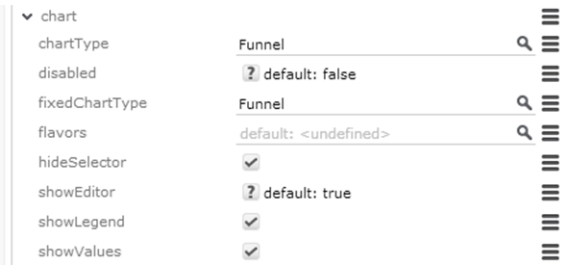 chart
chartType Funnel
disabled ? default: false
fixedChartType Funnel
flavors default: <undefined>
hideSelector
showEditor ? default: true
showLegend
showValues